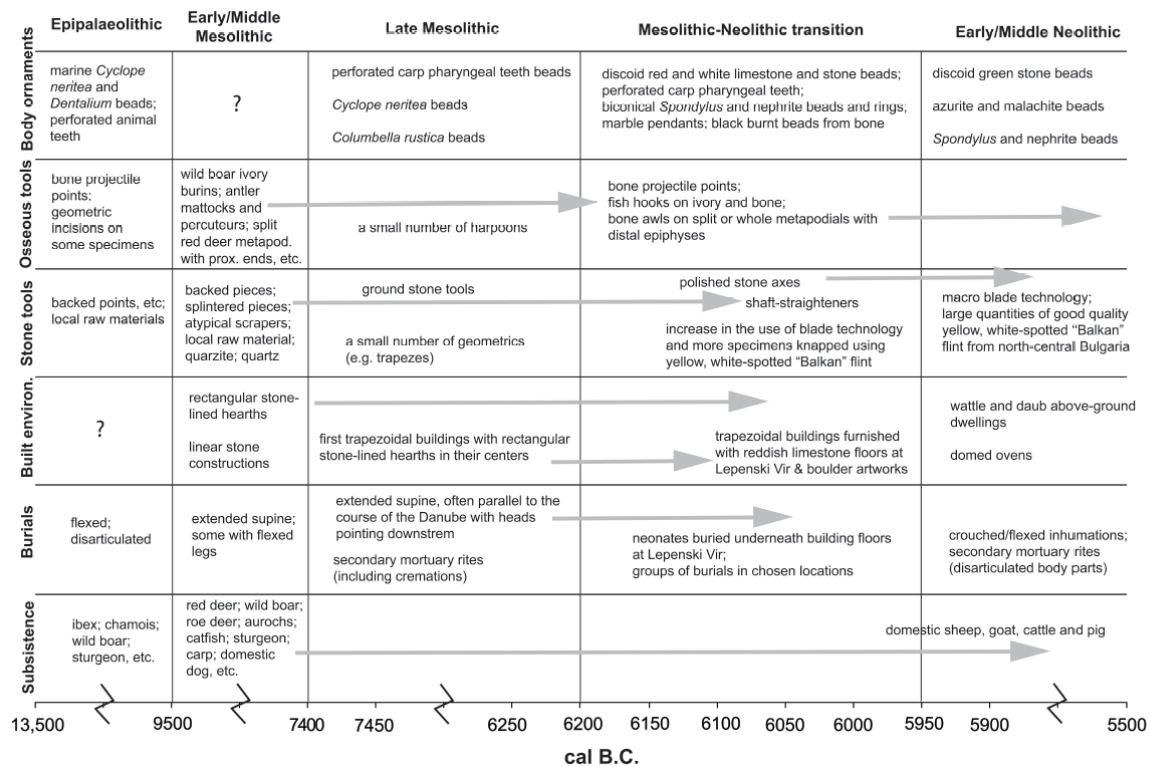 Epipalaeolithic
Early/Middle
Mesolithic
Late Mesolithic
Mesolithic-Neolithic transition
Early/Middle Neolithic
Body ornaments
marine Cyclope
neritea and
Dentalium beads;
perforated animal
teeth
?
perforated carp pharyngeal teeth beads
Cyclope neritea beads
Columbella rustica beads
discoid red and white limestone and stone beads;
perforated carp pharyngeal teeth;
biconical Spondylus and nephrite beads and rings;
marble pendants; black burnt beads from bone
discoid green stone beads
azurite and malachite beads
Spondylus and nephrite beads
Osseous tools
bone projectile
points;
geometric
incisions on
some specimens
wild boar ivory
burins; antler
mattocks and
percuteurs; split
red deer metapod.
with prox. ends, etc.
a small number of harpoons
bone projectile points;
fish hooks on ivory and bone;
bone awls on split or whole metapodials with
distal epiphyses
Stone tools
backed points, etc;
local raw materials
backed pieces;
splintered pieces;
atypical scrapers;
local raw material;
quarzite; quartz
ground stone tools
a small number of geometrics
(e.g. trapezes)
polished stone axes
shaft-straighteners
increase in the use of blade technology
and more specimens knapped using
yellow, white-spotted “Balkan” flint
macro blade technology;
large quantities of good quality
yellow, white-spotted “Balkan”
flint from north-central Bulgaria
Built environ.
?
rectangular stone-
lined hearths
linear stone
constructions
first trapezoidal buildings with rectangular
stone-lined hearths in their centers
trapezoidal buildings furnished
with reddish limestone floors at
Lepenski Vir & boulder artworks
wattle and daub above-ground
dwellings
domed ovens
Burials
flexed;
disarticulated
extended supine;
some with flexed
legs
extended supine, often parallel to the
course of the Danube with heads
pointing downstrem
secondary mortuary rites
(including cremations)
neonates buried underneath building floors
at Lepenski Vir;
groups of burials in chosen locations
crouched/flexed inhumations;
secondary mortuary rites
(disarticulated body parts)
Subsistence
ibex; chamois;
wild boar;
sturgeon, etc.
red deer; wild boar;
roe deer; aurochs;
catfish; sturgeon;
carp; domestic
dog, etc.
domestic sheep, goat, cattle and pig
13,500 9500 7400 7450 6250 6200 6150 6100 6050 6000 5950 5900 5500
cal B.C.